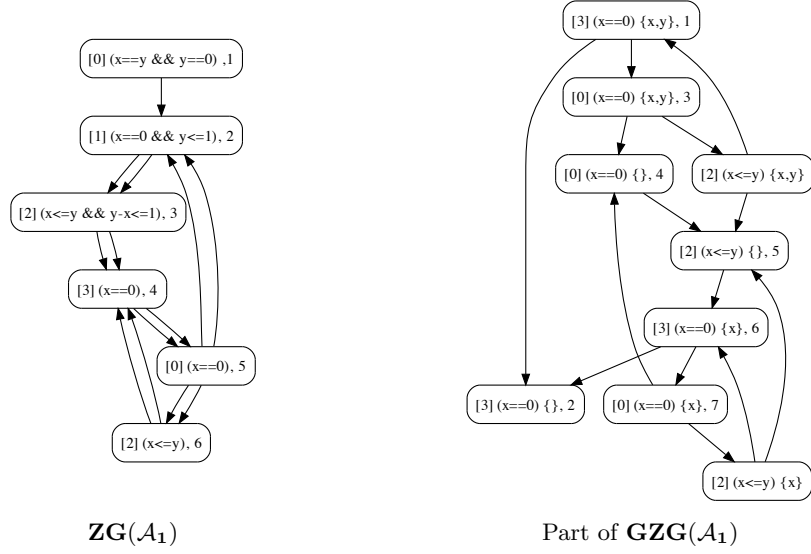 [0] (x==y && y==0) ,1
[1] (x==0 && y<=1), 2
[2] (x<=y && y-x<=1), 3
[3] (x==0), 4
[0] (x==0), 5
[2] (x<=y), 6
ZG(A₁)
[3] (x==0) {x,y}, 1
[0] (x==0) {x,y}, 3
[0] (x==0) {}, 4
[2] (x<=y) {x,y}
[2] (x<=y) {}, 5
[3] (x==0) {x}, 6
[3] (x==0) {}, 2
[0] (x==0) {x}, 7
[2] (x<=y) {x}
Part of GZG(A₁)